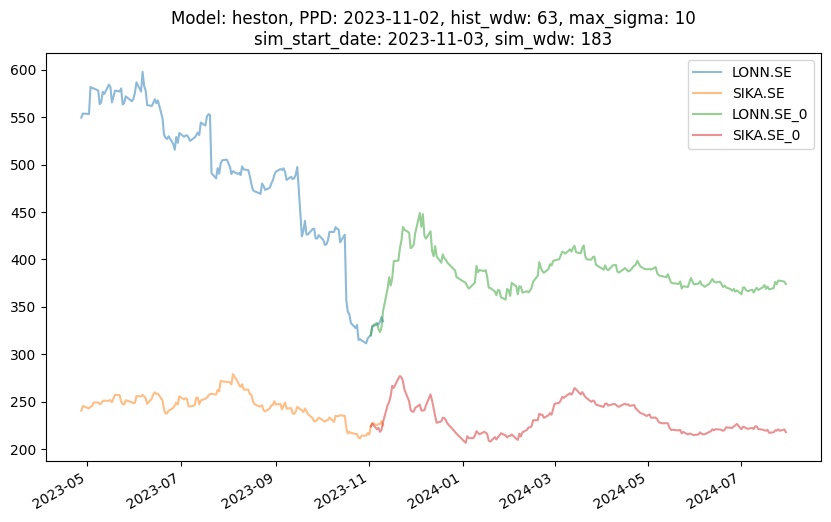 Model: heston, PPD: 2023-11-02, hist_wdw: 63, max_sigma: 10
sim_start_date: 2023-11-03, sim_wdw: 183
LONN.SE
SIKA.SE
LONN.SE_0
SIKA.SE_0
600
550
500
450
400
350
300
250
200
2023-05
2023-07
2023-09
2023-11
2024-01
2024-03
2024-05
2024-07